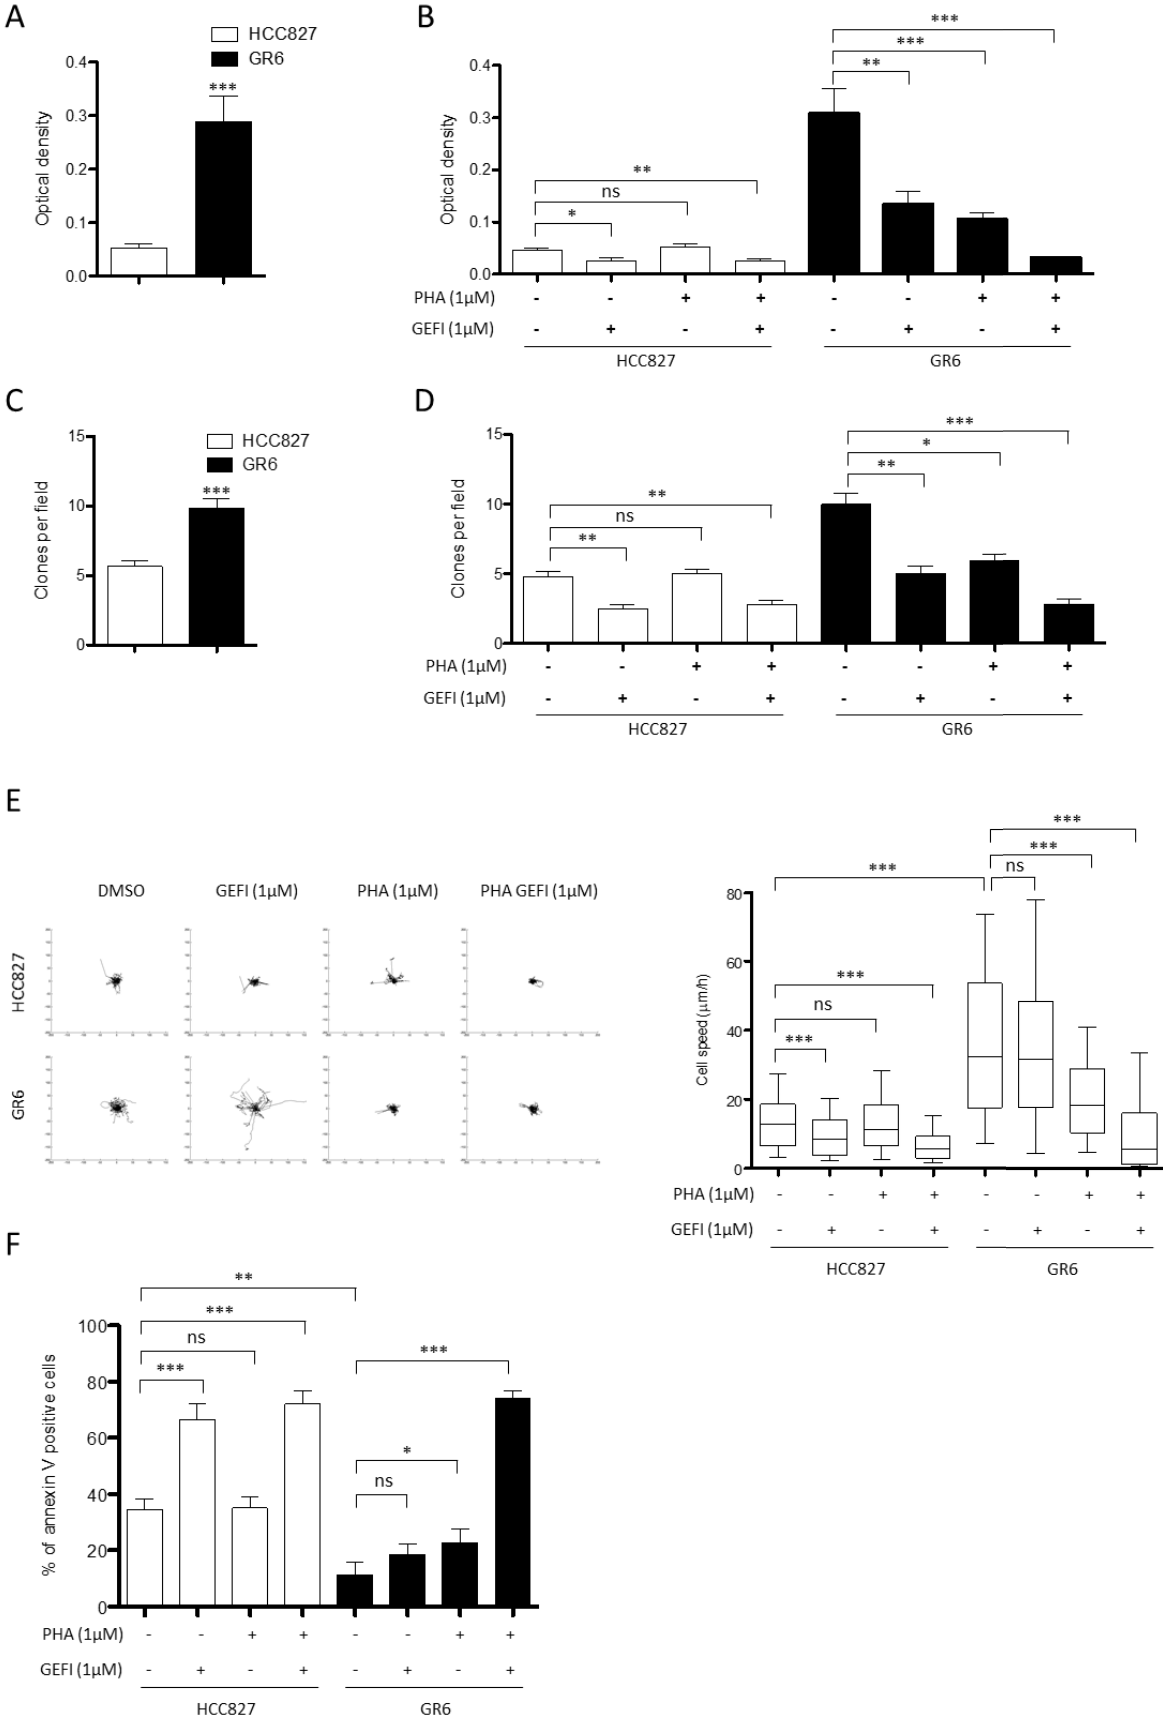 A
HCC827
GR6
0.4
0.3
0.2
0.1
0.0
Optical density
***
B
***
***
**
0.4
0.3
0.2
0.1
0.0
Optical density
**
ns
*
PHA (1µM) - - + + - - + +
GEFI (1µM) - + - + - + - +
HCC827 GR6
C
HCC827
GR6
15
10
5
0
Clones per field
***
D
***
*
**
15
10
5
0
Clones per field
**
ns
**
PHA (1µM) - - + + - - + +
GEFI (1µM) - + - + - + - +
HCC827 GR6
E
DMSO GEFI (1µM) PHA (1µM) PHA GEFI (1µM)
HCC827
GR6
***
***
*** ns
80
60
40
20
0
Cell speed (µm/h)
***
ns
***
PHA (1µM) - - + + - - + +
GEFI (1µM) - + - + - + - +
HCC827 GR6
F
**
***
ns
***
***
*
ns
100
80
60
40
20
0
% of annexin V positive cells
PHA (1µM) - - + + - - + +
GEFI (1µM) - + - + - + - +
HCC827 GR6